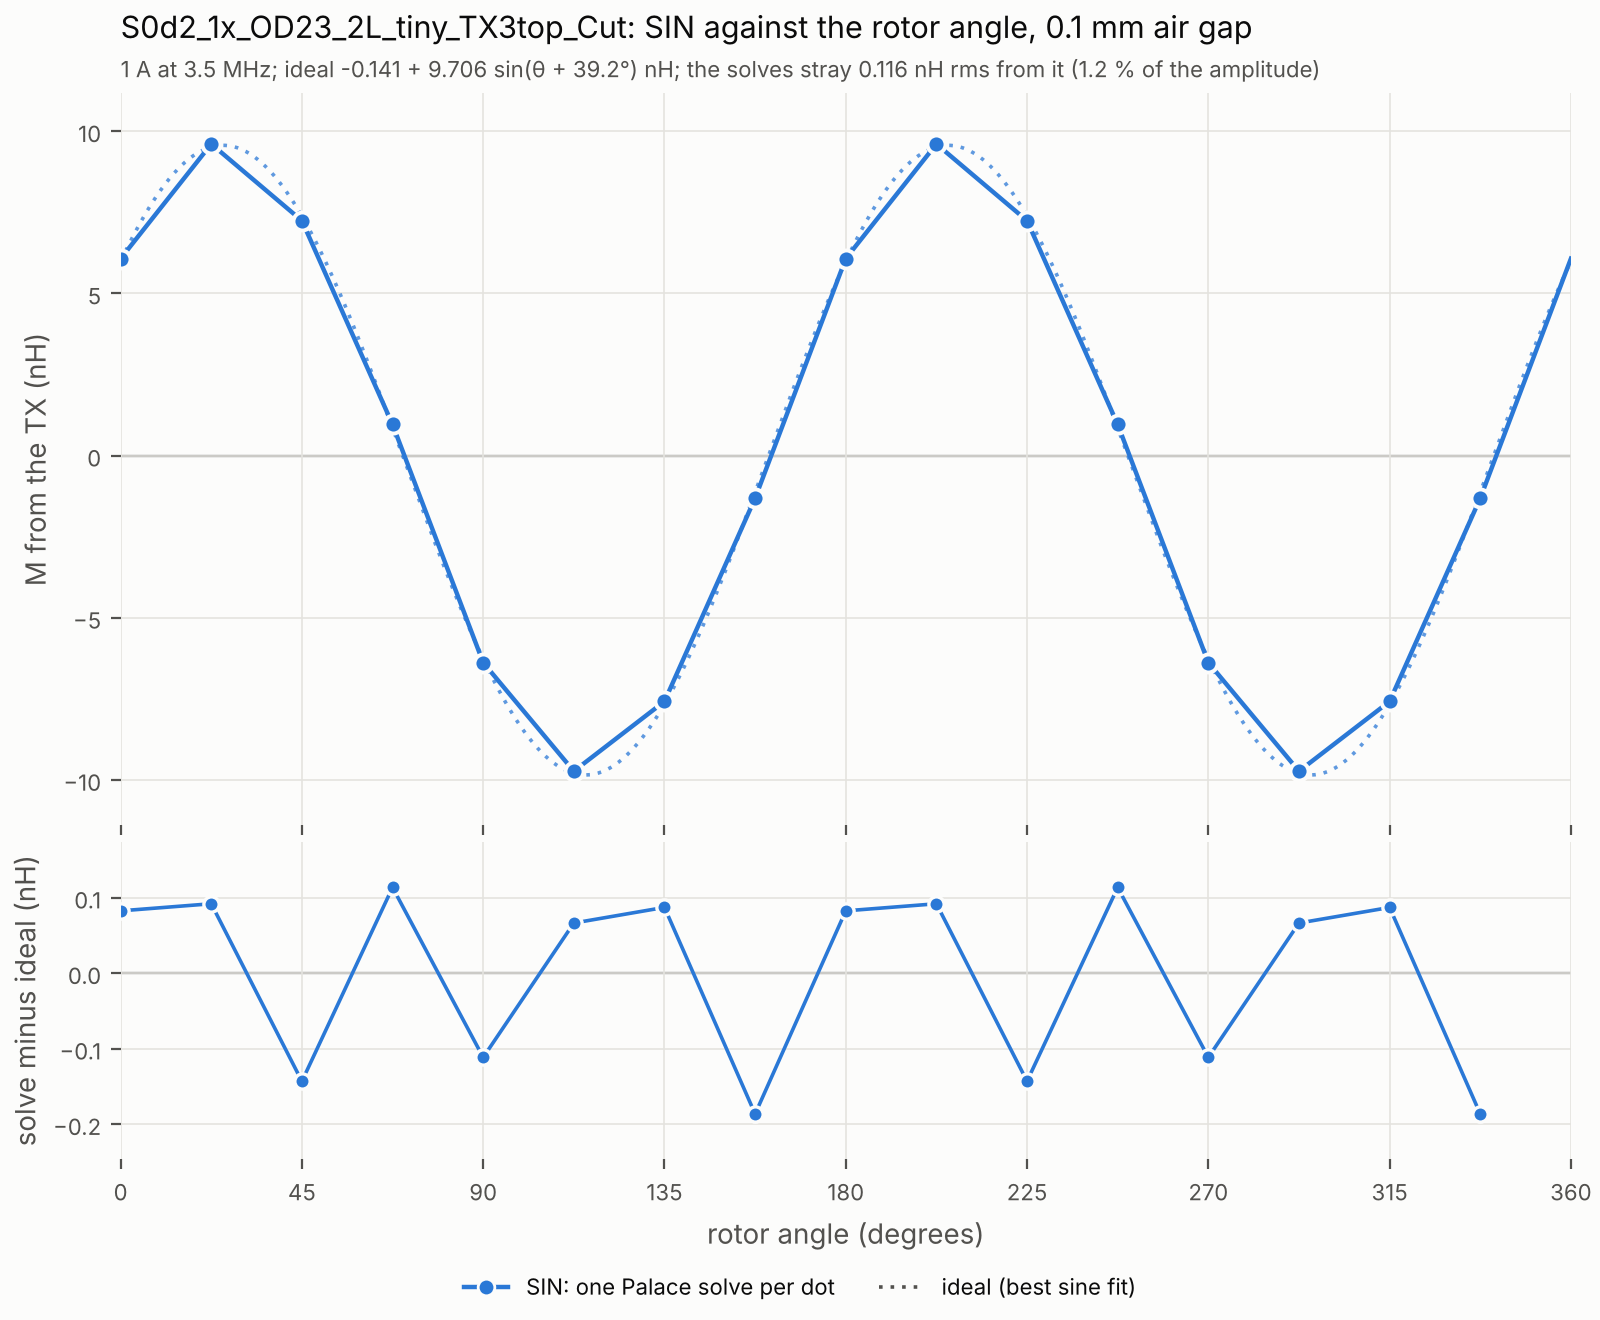 S0d2_1x_OD23_2L_tiny_TX3top_Cut: SIN against the rotor angle, 0.1 mm air gap
1 A at 3.5 MHz; ideal -0.141 + 9.706 sin(θ + 39.2°) nH; the solves stray 0.116 nH rms from it (1.2 % of the amplitude)
M from the TX (nH)
10
5
0
−5
−10
solve minus ideal (nH)
0.1
0.0
−0.1
−0.2
0 45 90 135 180 225 270 315 360
rotor angle (degrees)
SIN: one Palace solve per dot ideal (best sine fit)